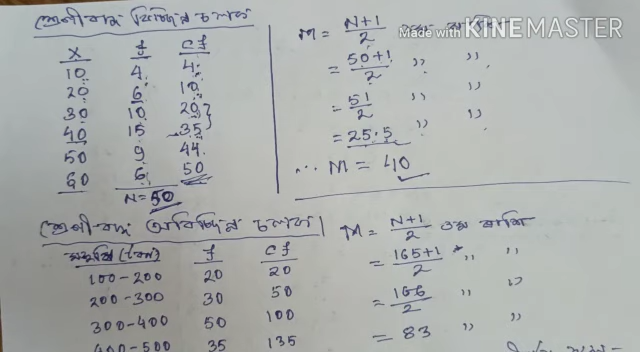 শ্রেণীবদ্ধ বিচ্ছিন্ন চলক
X f cf
10 4 4
20 6 10
30 10 20
40 15 35
50 9 44
60 6 50
N = 50
M = N+1/2 তম রাশি
Made with KINEMASTER
= 50+1/2 ,, ,,
= 51/2 ,, ,,
= 25.5 ,, ,,
∴ M = 40
শ্রেণীবদ্ধ অবিচ্ছিন্ন চলক
f cf
100-200 20 20
200-300 30 50
300-400 50 100
400-500 35 135
M = N+1/2 তম রাশি
= 165+1/2 ,, ,,
= 166/2 ,, ,,
= 83 ,, ,,